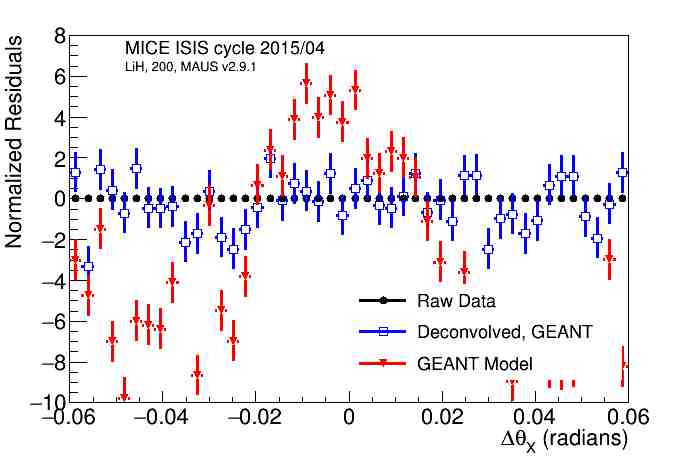 MICE ISIS cycle 2015/04
LiH, 200, MAUS v2.9.1
Normalized Residuals
8
6
4
2
0
−2
−4
−6
−8
−10
Raw Data
Deconvolved, GEANT
GEANT Model
−0.06 −0.04 −0.02 0 0.02 0.04 0.06
Δθ_X (radians)